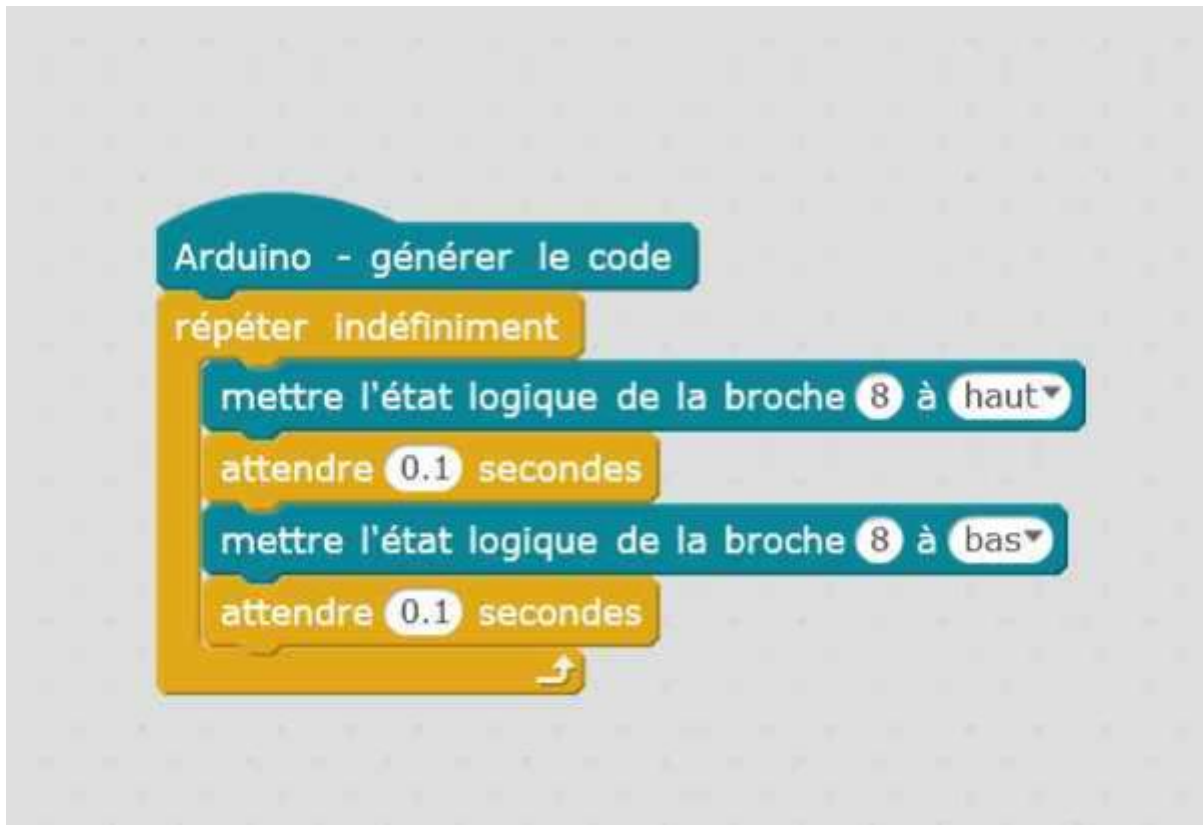 Arduino - générer le code
répéter indéfiniment
mettre l'état logique de la broche 8 à haut
attendre 0.1 secondes
mettre l'état logique de la broche 8 à bas
attendre 0.1 secondes